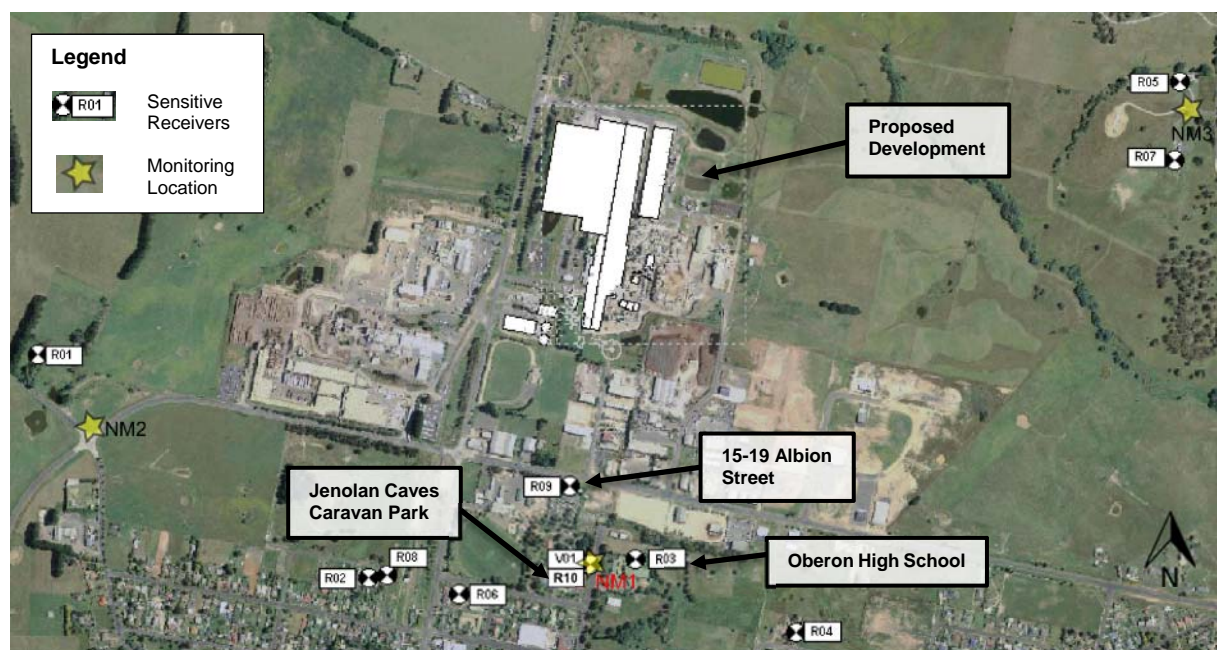 Legend
R01
Sensitive
Receivers
Monitoring
Location
Proposed
Development
R05
NM3
R07
R01
NM2
15-19 Albion
Street
R09
Jenolan Caves
Caravan Park
V01
R03
Oberon High School
R08
R02
R10
NM1
R06
N
R04